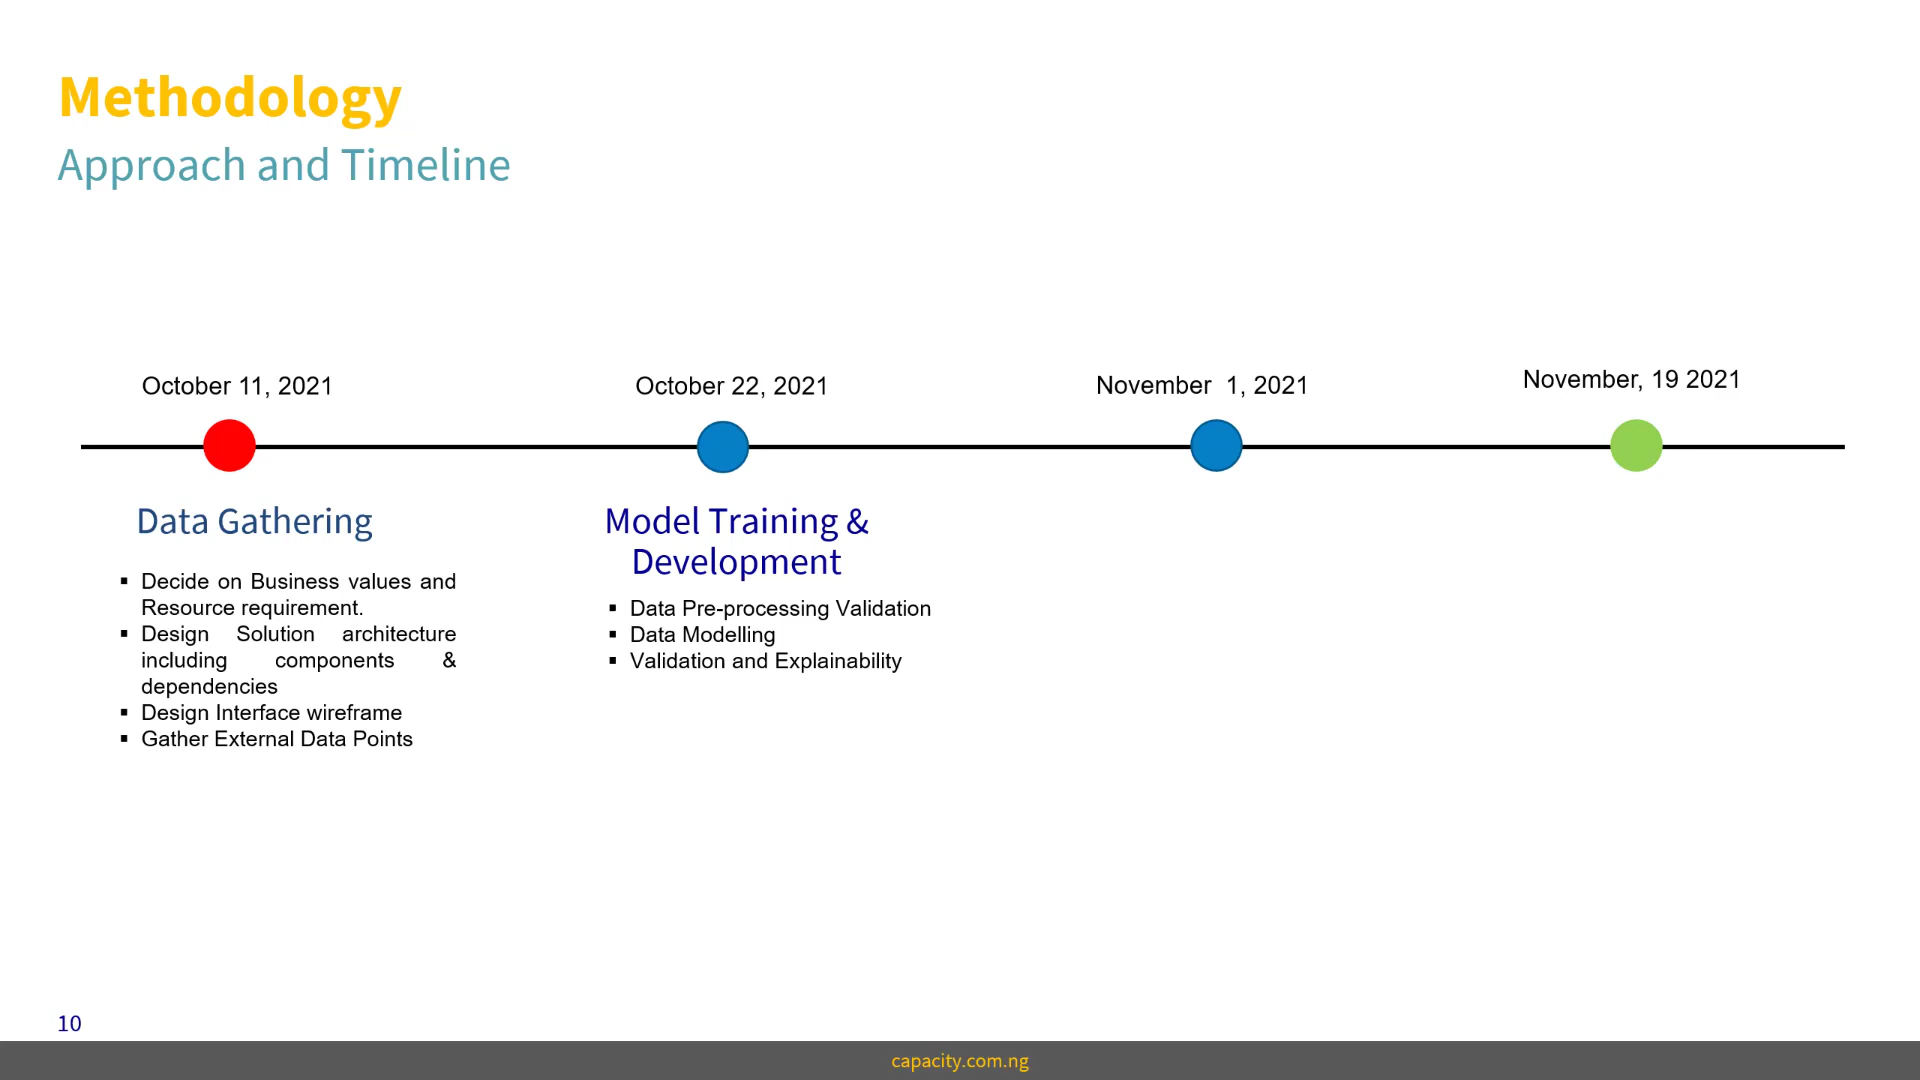 Methodology
Approach and Timeline
October 11, 2021
October 22, 2021
November  1, 2021
November, 19 2021
Data Gathering
▪ Decide on Business values and
Resource requirement.
▪ Design Solution architecture
including components &
dependencies
▪ Design Interface wireframe
▪ Gather External Data Points
Model Training &
Development
▪ Data Pre-processing Validation
▪ Data Modelling
▪ Validation and Explainability
10
capacity.com.ng